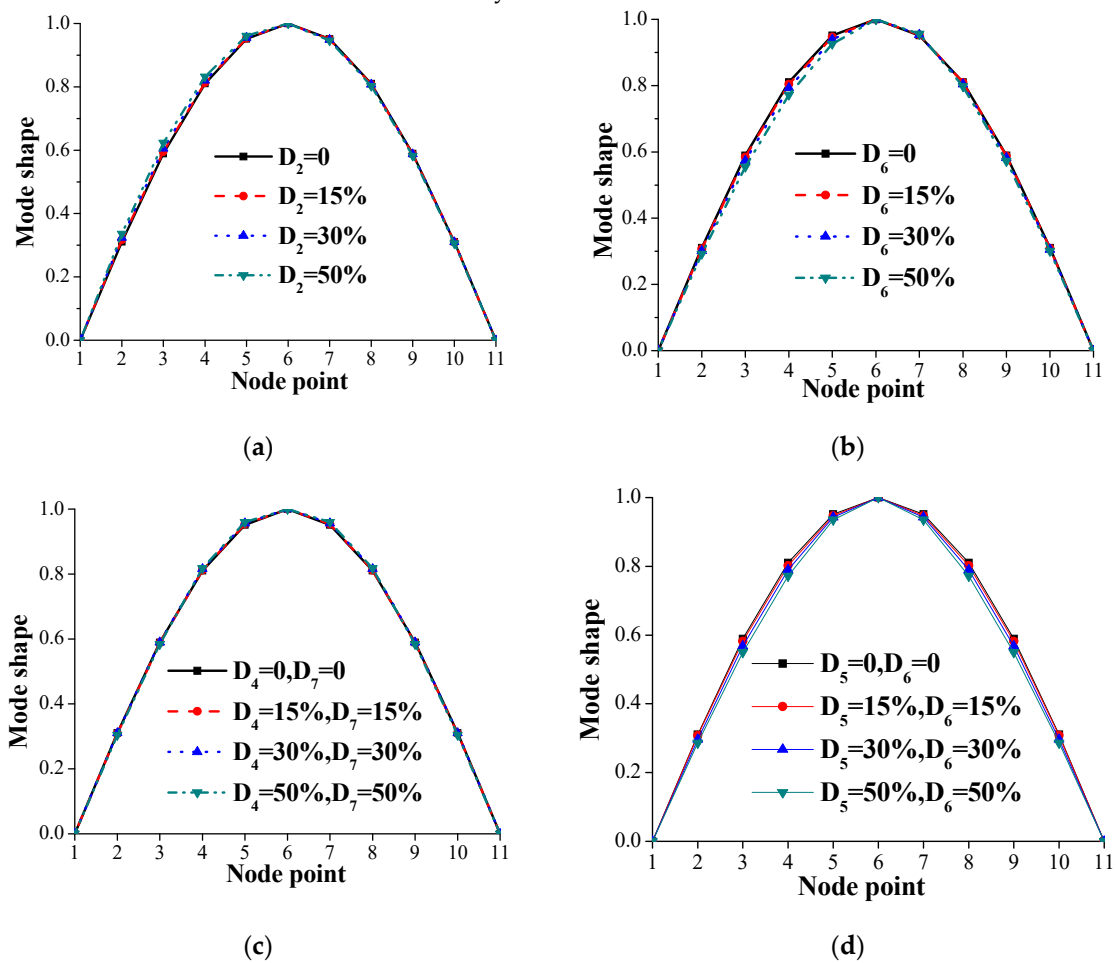 1.0
0.8
0.6
0.4
0.2
0.0
Mode shape
D2=0
D2=15%
D2=30%
D2=50%
1 2 3 4 5 6 7 8 9 10 11
Node point
(a)
1.0
0.8
0.6
0.4
0.2
0.0
Mode shape
D6=0
D6=15%
D6=30%
D6=50%
1 2 3 4 5 6 7 8 9 10 11
Node point
(b)
1.0
0.8
0.6
0.4
0.2
0.0
Mode shape
D4=0,D7=0
D4=15%,D7=15%
D4=30%,D7=30%
D4=50%,D7=50%
1 2 3 4 5 6 7 8 9 10 11
Node point
(c)
1.0
0.8
0.6
0.4
0.2
0.0
Mode shape
D5=0,D6=0
D5=15%,D6=15%
D5=30%,D6=30%
D5=50%,D6=50%
1 2 3 4 5 6 7 8 9 10 11
Node point
(d)